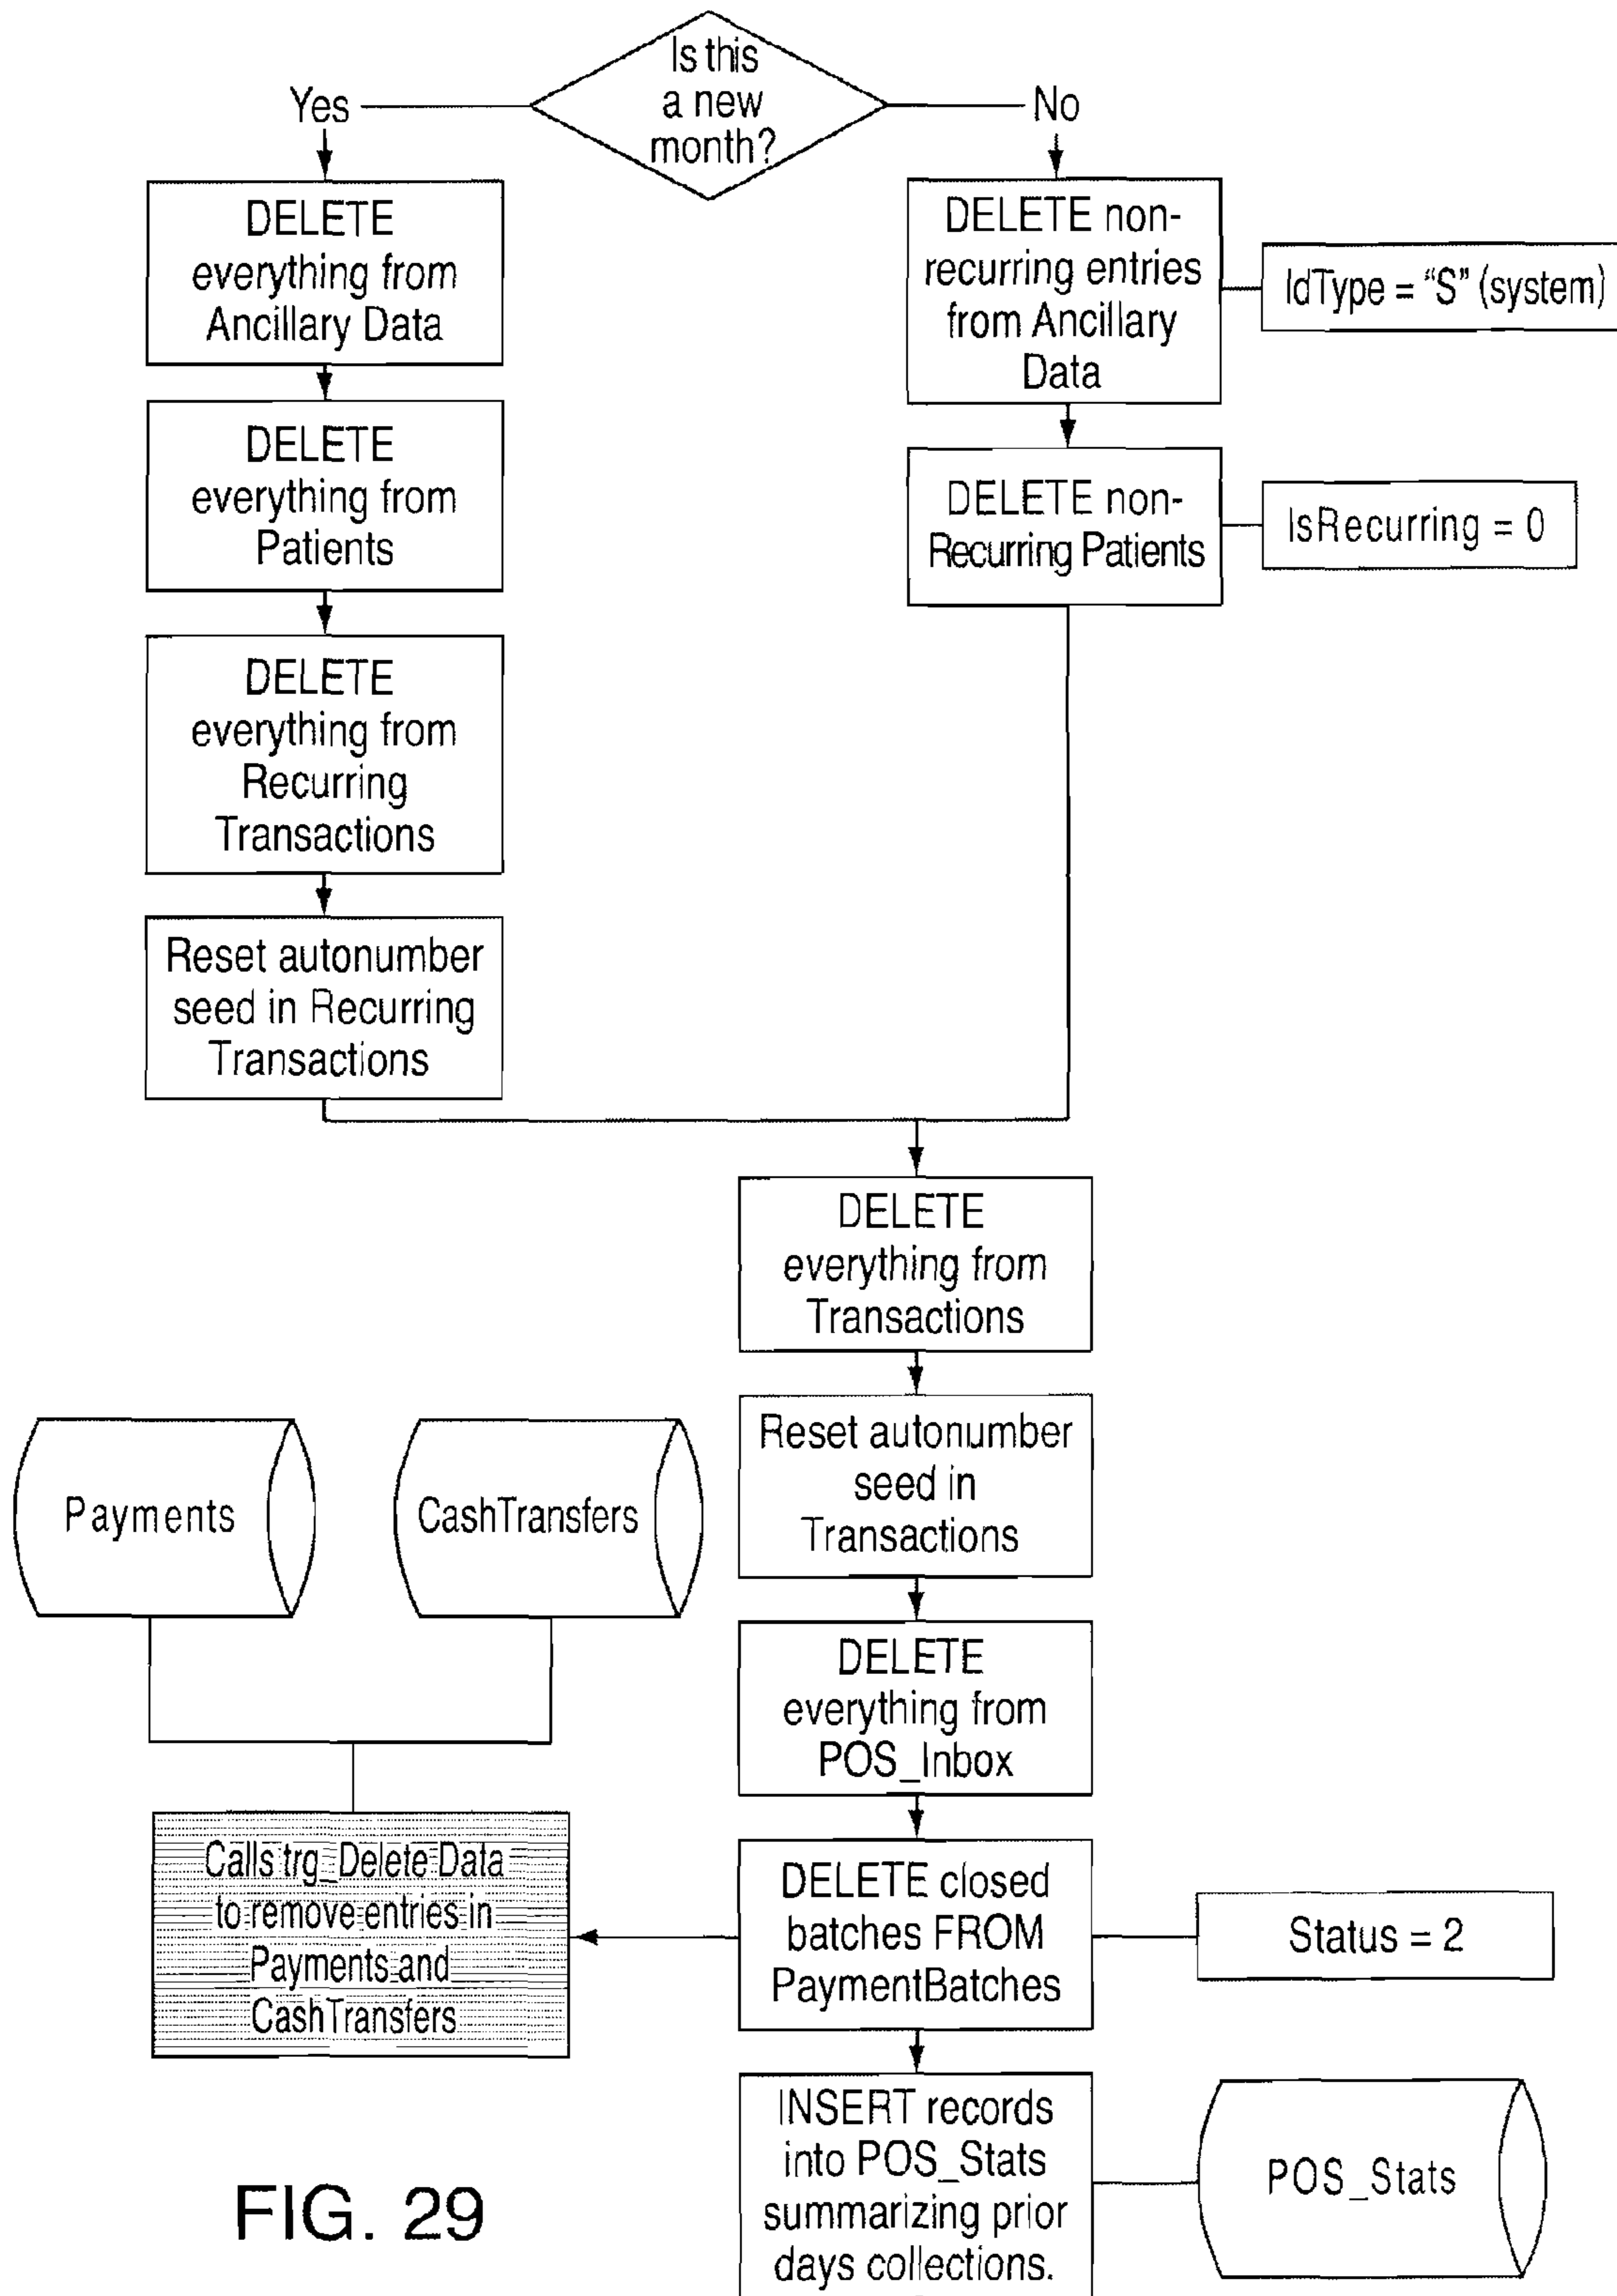 Is this
a new
month?
Yes
No
DELETE
everything from
Ancillary Data
DELETE
everything from
Patients
DELETE
everything from
Recurring
Transactions
Reset autonumber
seed in Recurring
Transactions
DELETE non-
recurring entries
from Ancillary
Data
IdType = “S” (system)
DELETE non-
Recurring Patients
IsRecurring = 0
DELETE
everything from
Transactions
Reset autonumber
seed in
Transactions
DELETE
everything from
POS_Inbox
DELETE closed
batches FROM
PaymentBatches
Status = 2
Payments
CashTransfers
Calls trg_Delete Data
to remove entries in
Payments and
CashTransfers
INSERT records
into POS_Stats
summarizing prior
days collections.
POS_Stats
FIG. 29